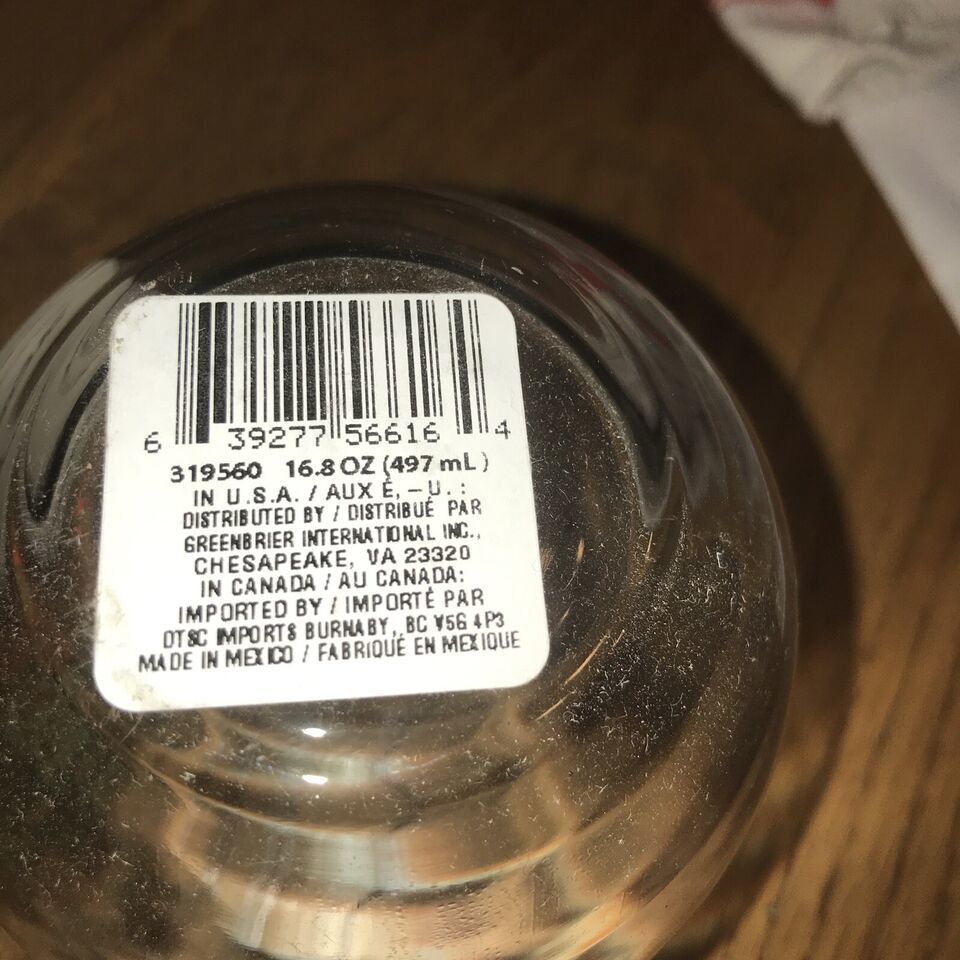 6 39277 56616 4
319560 16.8 OZ (497 mL)
IN U.S.A. / AUX É, – U. :
DISTRIBUTED BY / DISTRIBUÉ PAR
GREENBRIER INTERNATIONAL INC.,
CHESAPEAKE, VA 23320
IN CANADA / AU CANADA:
IMPORTED BY / IMPORTÉ PAR
DTSC IMPORTS BURNABY, BC V5G 4P3
MADE IN MEXICO / FABRIQUÉ EN MEXIQUE